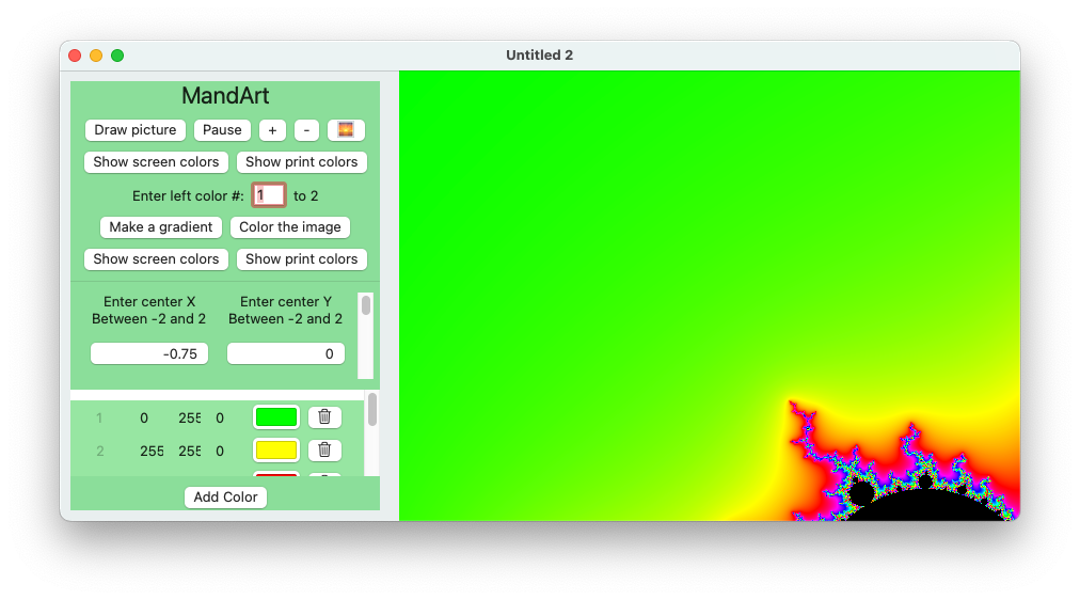 Untitled 2
MandArt
Draw picture Pause + -
Show screen colors Show print colors
Enter left color #: 1 to 2
Make a gradient Color the image
Show screen colors Show print colors
Enter center X Enter center Y
Between -2 and 2 Between -2 and 2
-0.75 0
1 0 255 0
2 255 255 0
Add Color